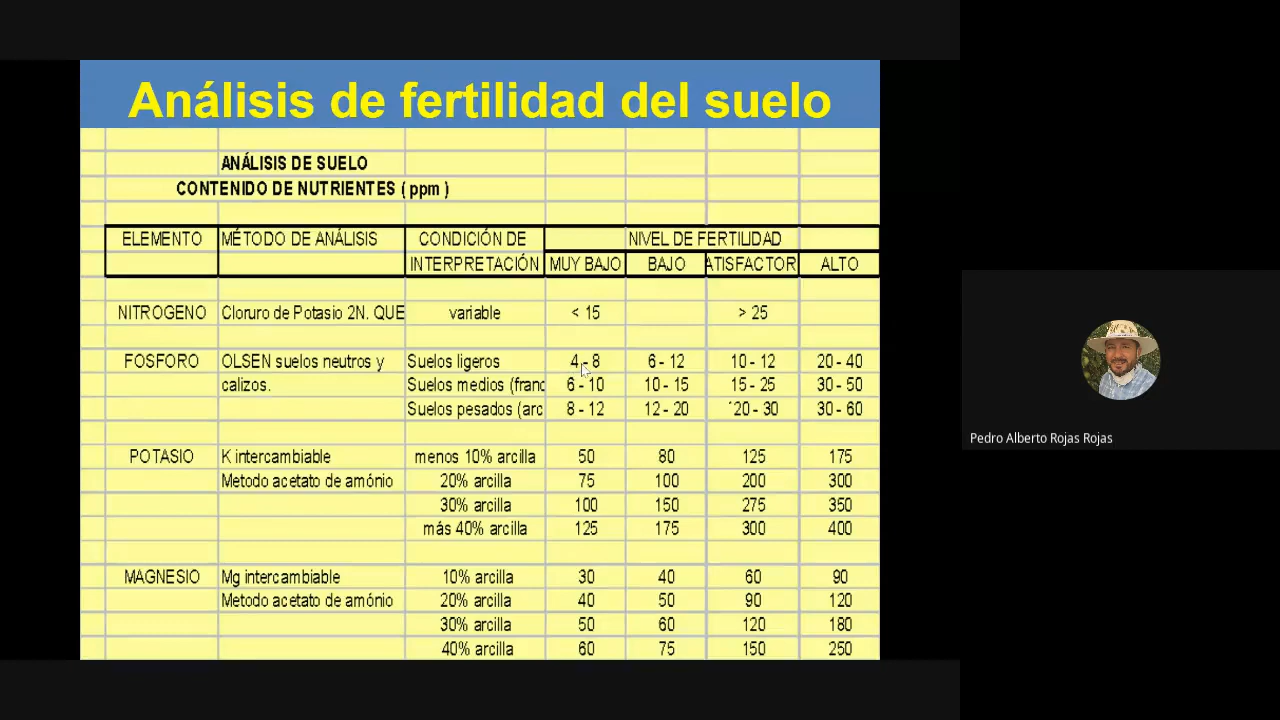 Análisis de fertilidad del suelo
ANÁLISIS DE SUELO
CONTENIDO DE NUTRIENTES ( ppm )
ELEMENTO MÉTODO DE ANÁLISIS CONDICIÓN DE NIVEL DE FERTILIDAD
INTERPRETACIÓN MUY BAJO BAJO ATISFACTOR ALTO
NITROGENO Cloruro de Potasio 2N. QUE variable < 15 > 25
FOSFORO OLSEN suelos neutros y Suelos ligeros 4 - 8 6 - 12 10 - 12 20 - 40
calizos. Suelos medios (franc 6 - 10 10 - 15 15 - 25 30 - 50
Suelos pesados (arc 8 - 12 12 - 20 ´20 - 30 30 - 60
POTASIO K intercambiable menos 10% arcilla 50 80 125 175
Metodo acetato de amónio 20% arcilla 75 100 200 300
30% arcilla 100 150 275 350
más 40% arcilla 125 175 300 400
MAGNESIO Mg intercambiable 10% arcilla 30 40 60 90
Metodo acetato de amónio 20% arcilla 40 50 90 120
30% arcilla 50 60 120 180
40% arcilla 60 75 150 250
Pedro Alberto Rojas Rojas